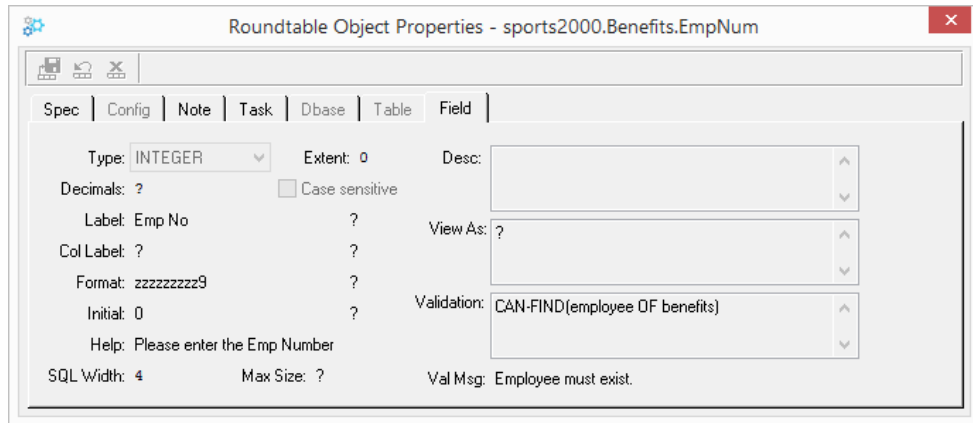 Roundtable Object Properties - sports2000.Benefits.EmpNum
Spec Config Note Task Dbase Table Field
Type: INTEGER Extent: 0 Desc:
Decimals: ? Case sensitive
Label: Emp No ? View As: ?
Col Label: ? ?
Format: zzzzzzzzz9 ?
Initial: 0 ? Validation: CAN-FIND(employee OF benefits)
Help: Please enter the Emp Number
SQL Width: 4 Max Size: ? Val Msg: Employee must exist.